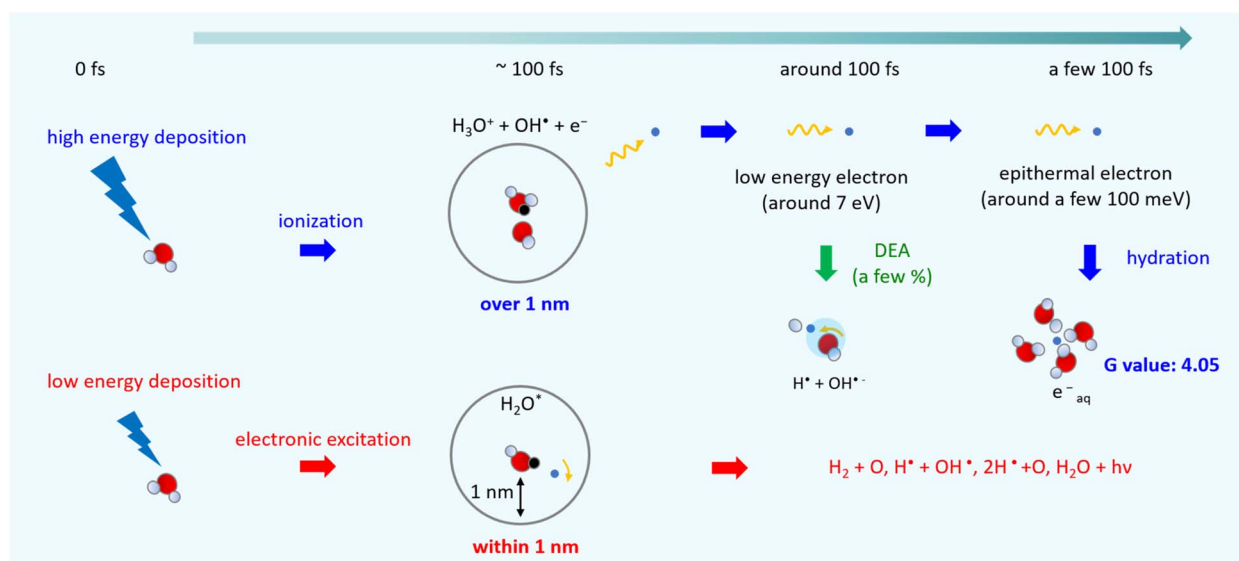 0 fs
~ 100 fs
around 100 fs
a few 100 fs
high energy deposition
H₃O⁺ + OH• + e⁻
ionization
over 1 nm
low energy electron
(around 7 eV)
epithermal electron
(around a few 100 meV)
DEA
(a few %)
hydration
H• + OH•⁻
G value: 4.05
e⁻aq
low energy deposition
electronic excitation
H₂O*
1 nm
within 1 nm
H₂ + O, H• + OH •, 2H •+O, H₂O + hν